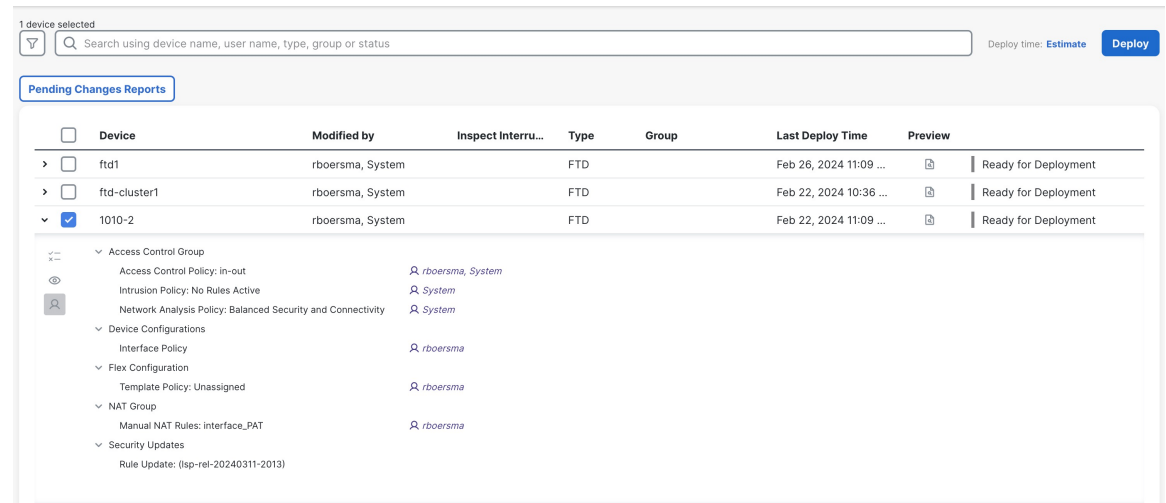 1 device selected
Search using device name, user name, type, group or status
Deploy time: Estimate
Deploy
Pending Changes Reports
Device Modified by Inspect Interru... Type Group Last Deploy Time Preview
ftd1 rboersma, System FTD Feb 26, 2024 11:09 ... Ready for Deployment
ftd-cluster1 rboersma, System FTD Feb 22, 2024 10:36 ... Ready for Deployment
1010-2 rboersma, System FTD Feb 22, 2024 11:09 ... Ready for Deployment
Access Control Group
Access Control Policy: in-out rboersma, System
Intrusion Policy: No Rules Active System
Network Analysis Policy: Balanced Security and Connectivity System
Device Configurations
Interface Policy rboersma
Flex Configuration
Template Policy: Unassigned rboersma
NAT Group
Manual NAT Rules: interface_PAT rboersma
Security Updates
Rule Update: (lsp-rel-20240311-2013)